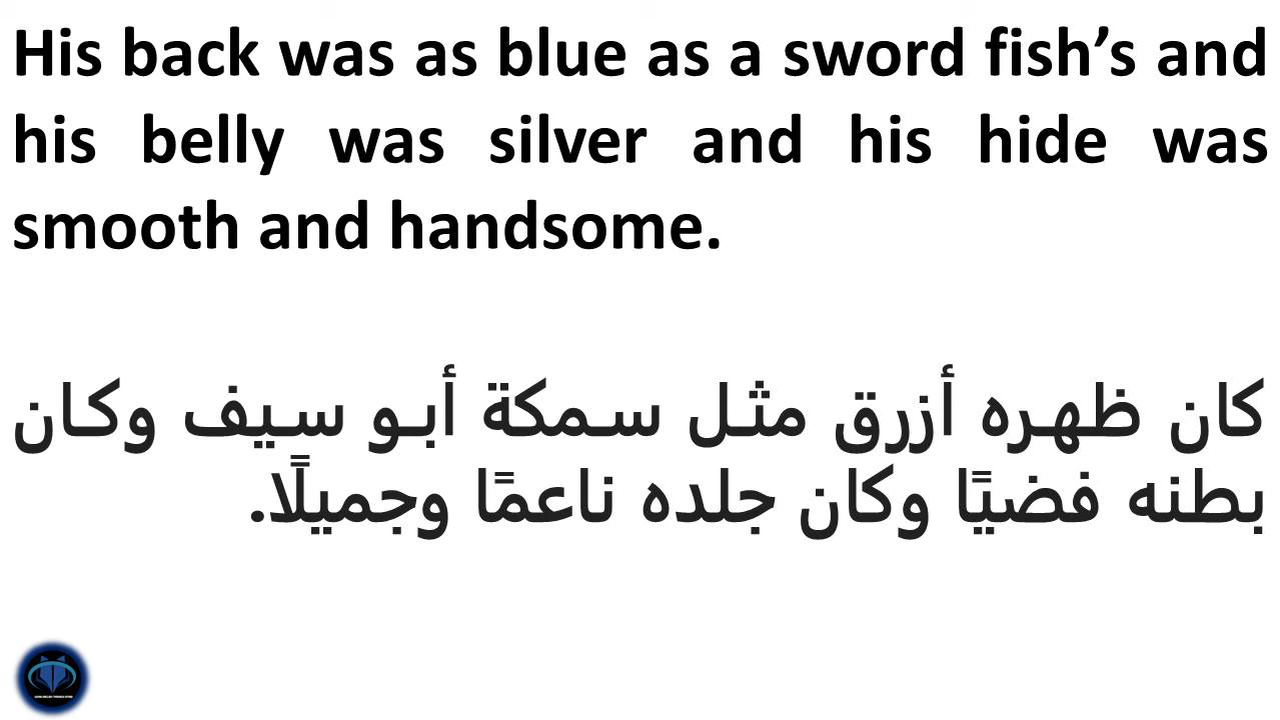 His back was as blue as a sword fish’s and
his belly was silver and his hide was
smooth and handsome.
كان ظهره أزرق مثل سمكة أبو سيف وكان
بطنه فضيًا وكان جلده ناعمًا وجميلًا.